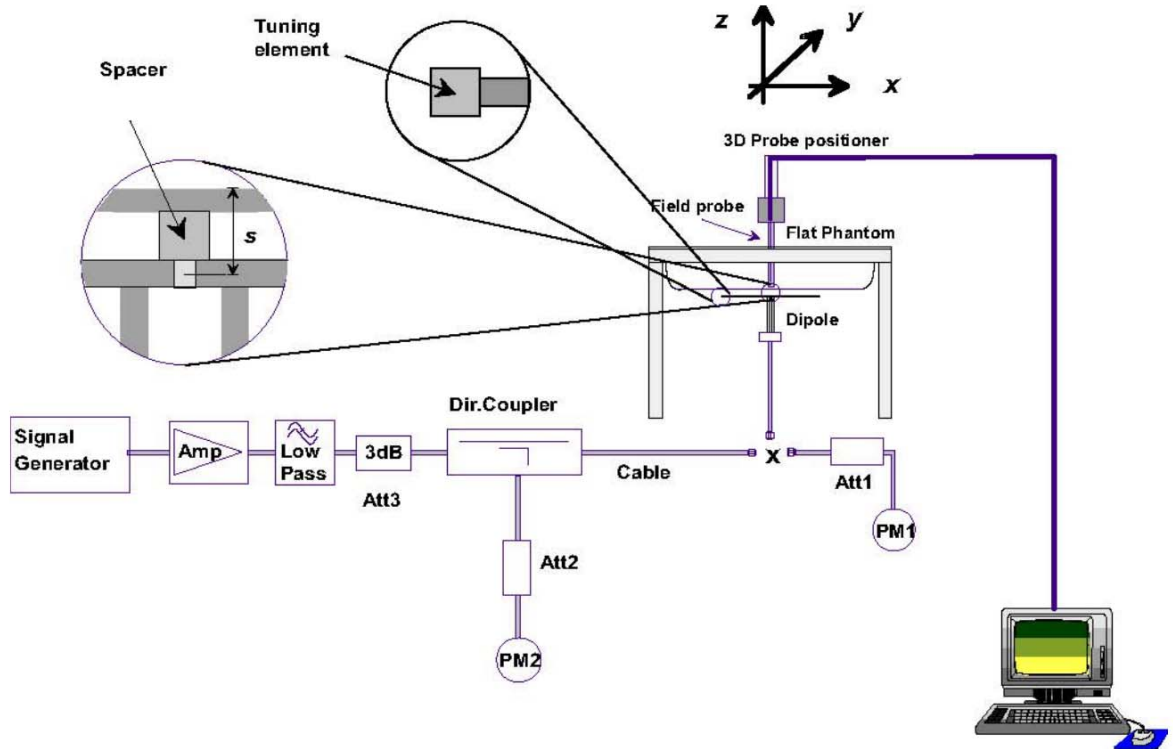 Tuning
element
Spacer
z
y
x
3D Probe positioner
Field probe
Flat Phantom
s
Dipole
Dir.Coupler
Signal
Generator
Amp
Low
Pass
3dB
Att3
Cable
x
Att1
PM1
Att2
PM2